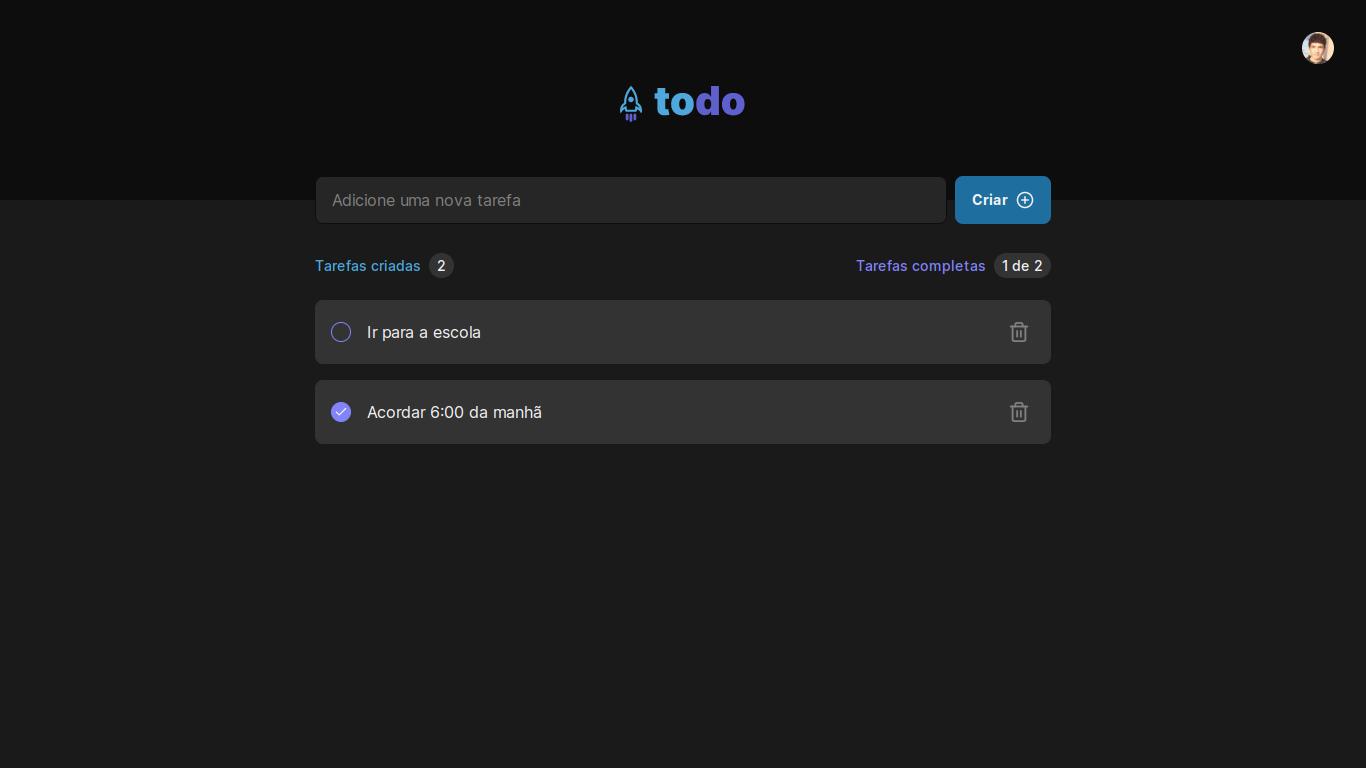 todo
Adicione uma nova tarefa
Criar
Tarefas criadas 2
Tarefas completas 1 de 2
Ir para a escola
Acordar 6:00 da manhã